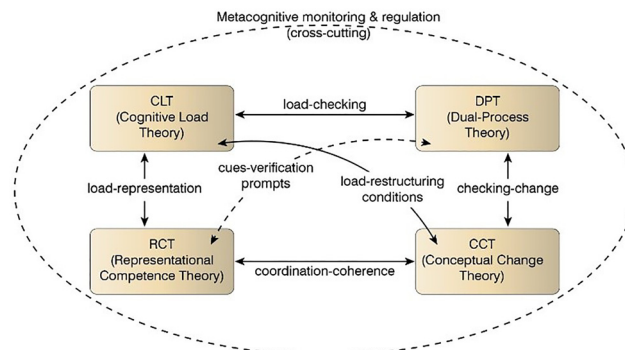 Metacognitive monitoring & regulation
(cross-cutting)
CLT
(Cognitive Load
Theory)
load-checking
DPT
(Dual-Process
Theory)
load-representation
cues-verification
prompts
load-restructuring
conditions
checking-change
RCT
(Representational
Competence Theory)
coordination-coherence
CCT
(Conceptual Change
Theory)